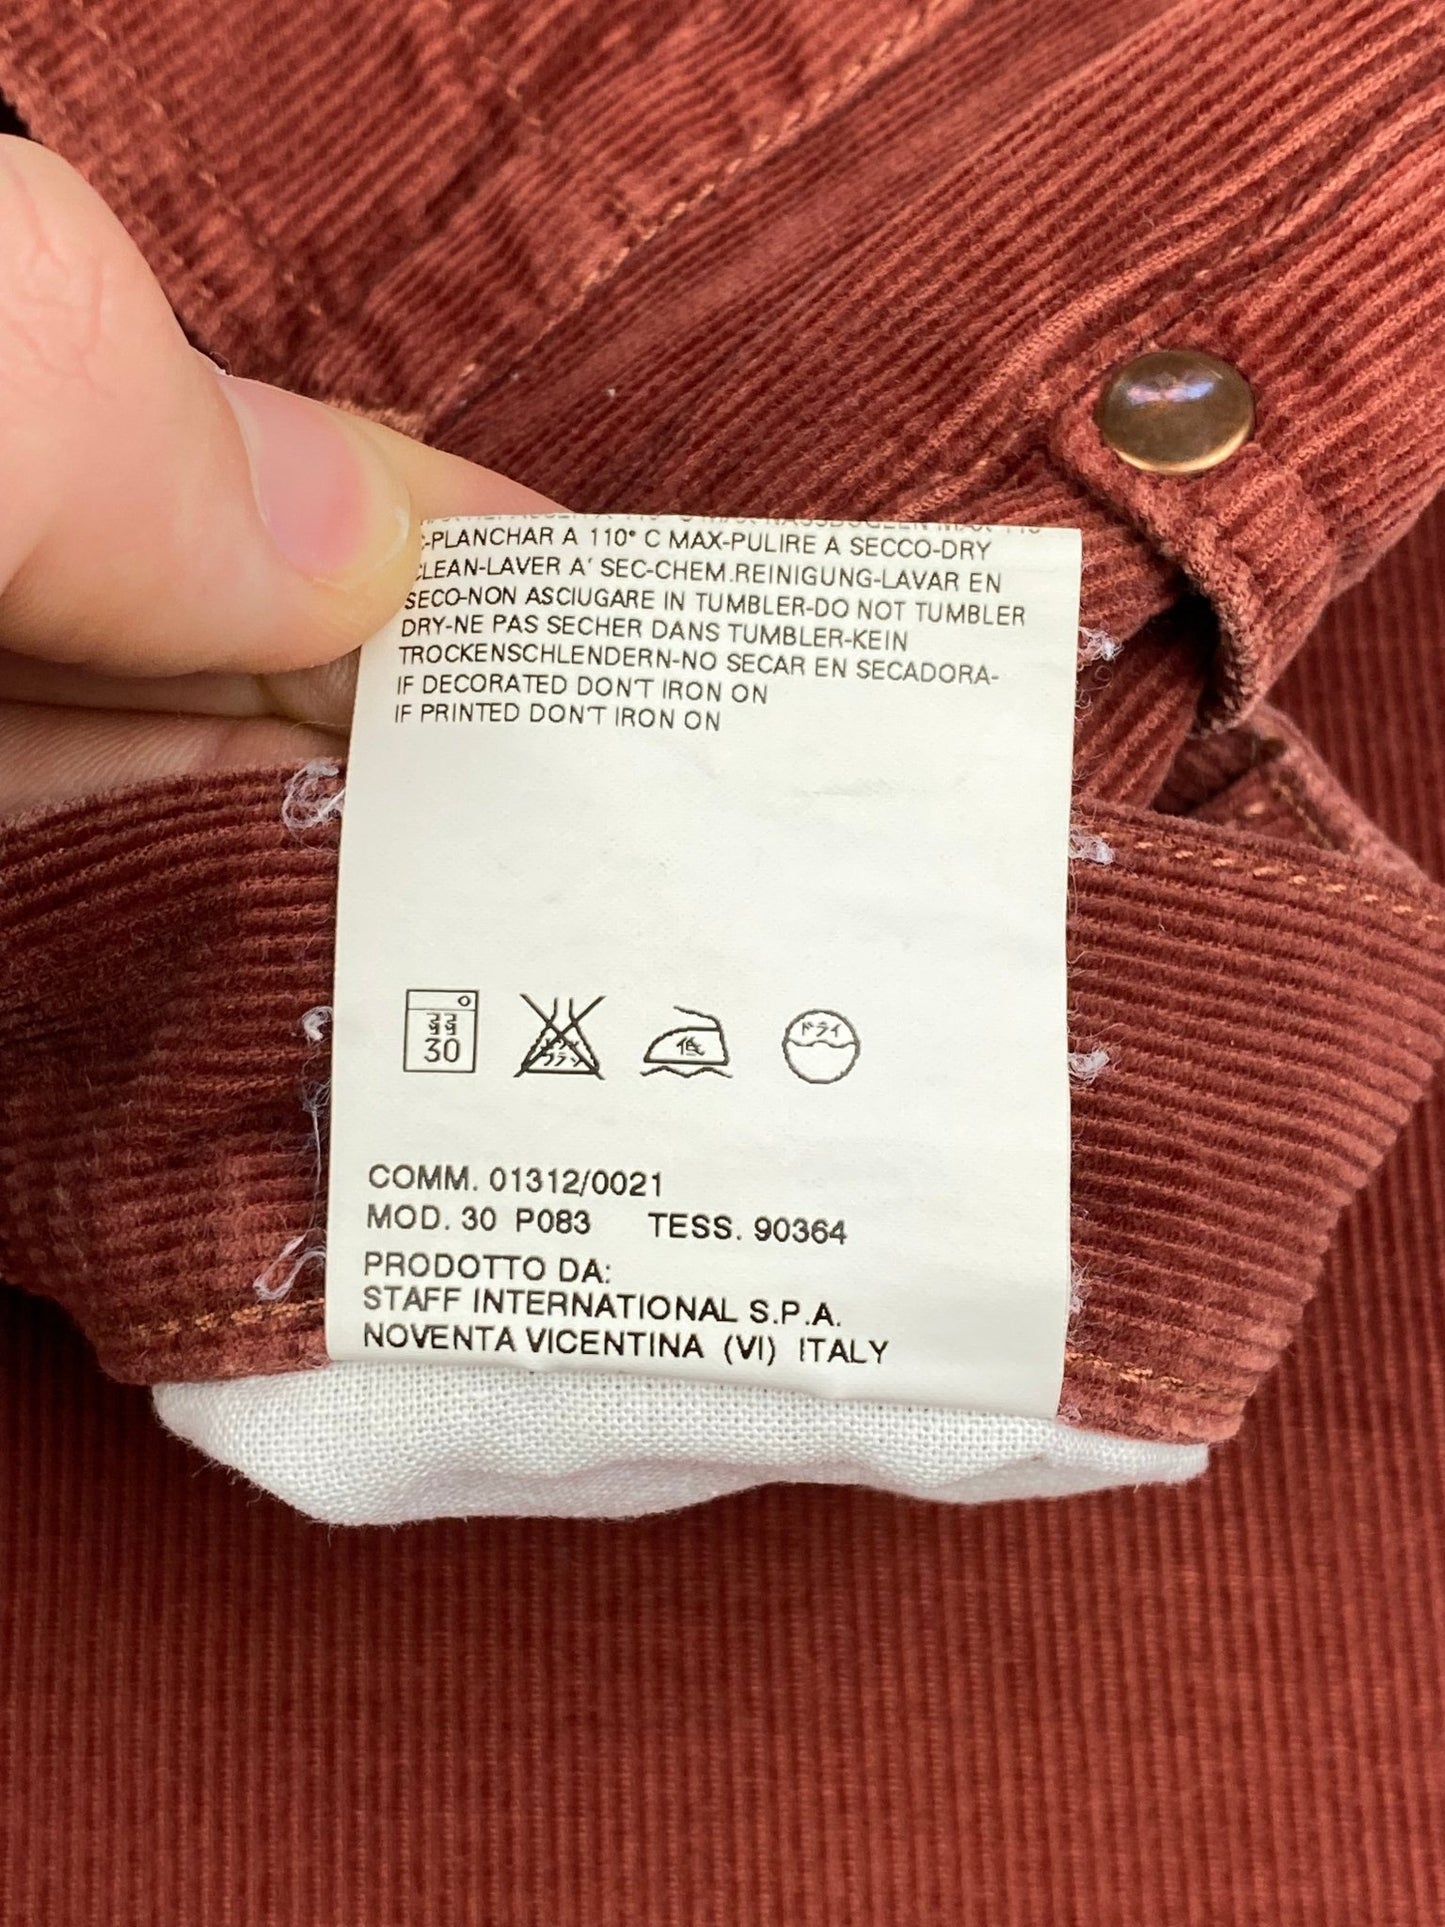 -PLANCHAR A 110° C MAX-PULIRE A SECCO-DRY
CLEAN-LAVER A' SEC-CHEM.REINIGUNG-LAVAR EN
SECO-NON ASCIUGARE IN TUMBLER-DO NOT TUMBLER
DRY-NE PAS SECHER DANS TUMBLER-KEIN
TROCKENSCHLENDERN-NO SECAR EN SECADORA-
IF DECORATED DON'T IRON ON
IF PRINTED DON'T IRON ON
30
低
ドライ
COMM. 01312/0021
MOD. 30 P083 TESS. 90364
PRODOTTO DA:
STAFF INTERNATIONAL S.P.A.
NOVENTA VICENTINA (VI) ITALY